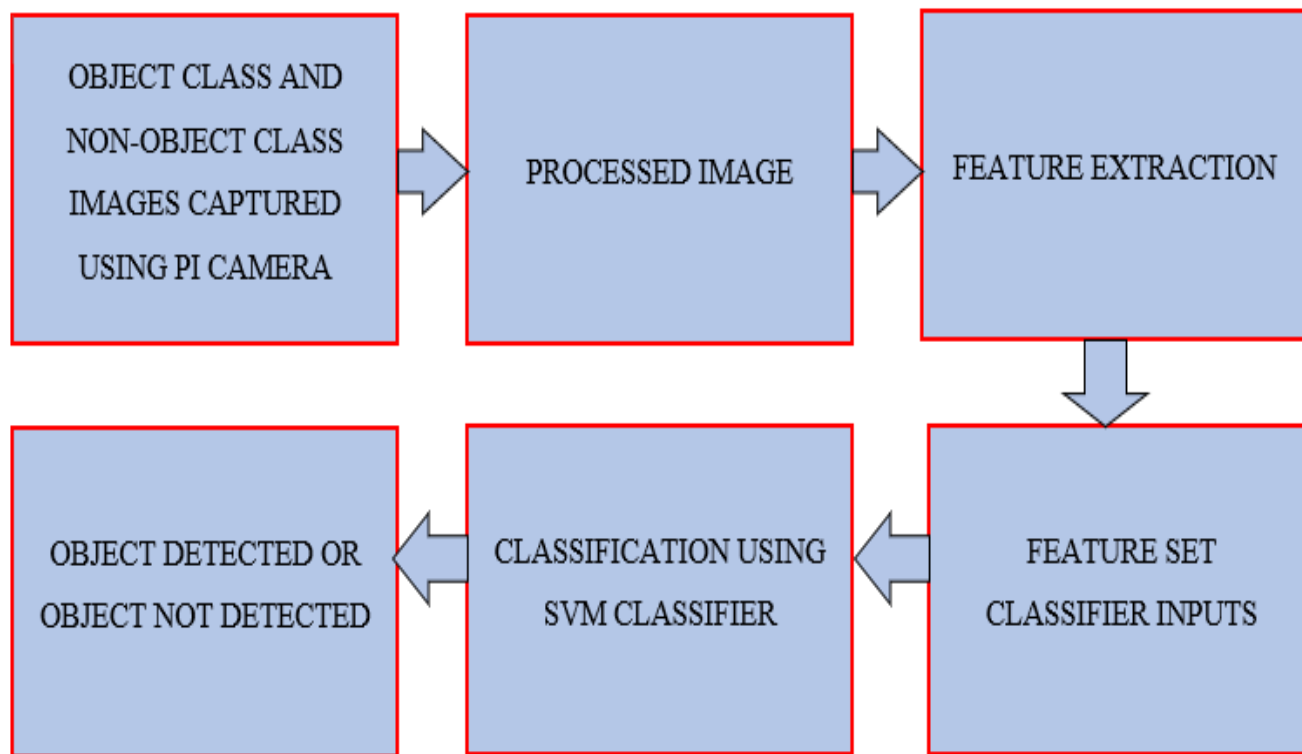 OBJECT CLASS AND
NON-OBJECT CLASS
IMAGES CAPTURED
USING PI CAMERA
PROCESSED IMAGE
FEATURE EXTRACTION
FEATURE SET
CLASSIFIER INPUTS
CLASSIFICATION USING
SVM CLASSIFIER
OBJECT DETECTED OR
OBJECT NOT DETECTED